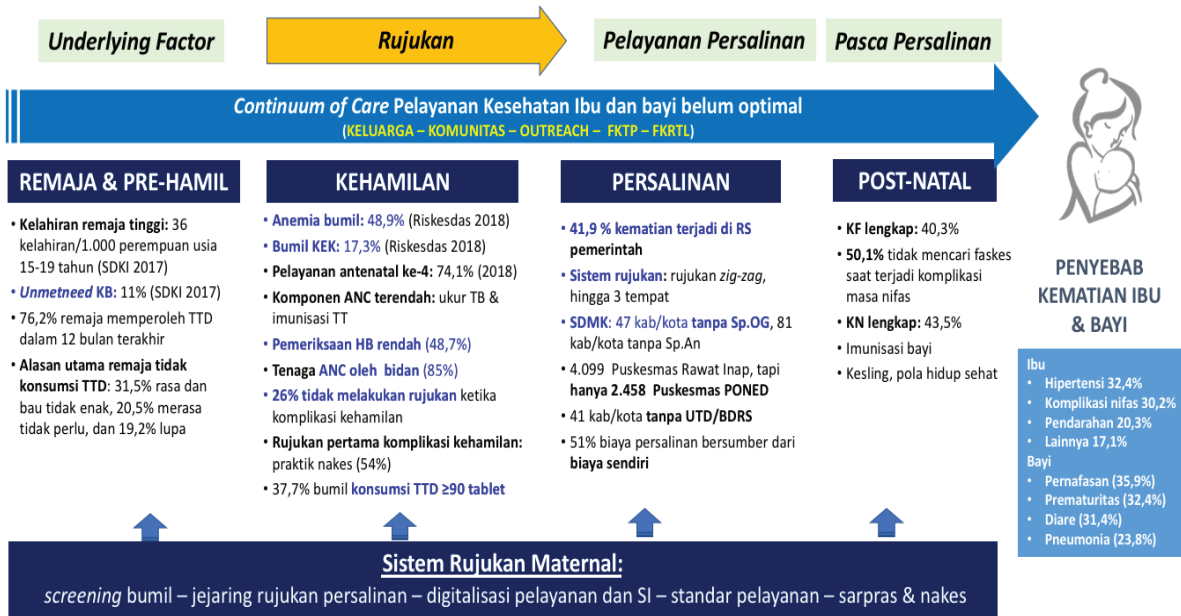 Underlying Factor
Rujukan
Pelayanan Persalinan
Pasca Persalinan
Continuum of Care Pelayanan Kesehatan Ibu dan bayi belum optimal
(KELUARGA – KOMUNITAS – OUTREACH – FKTP – FKRTL)
REMAJA & PRE-HAMIL
• Kelahiran remaja tinggi: 36
kelahiran/1.000 perempuan usia
15-19 tahun (SDKI 2017)
• Unmetneed KB: 11% (SDKI 2017)
• 76,2% remaja memperoleh TTD
dalam 12 bulan terakhir
• Alasan utama remaja tidak
konsumsi TTD: 31,5% rasa dan
bau tidak enak, 20,5% merasa
tidak perlu, dan 19,2% lupa
KEHAMILAN
• Anemia bumil: 48,9% (Riskesdas 2018)
• Bumil KEK: 17,3% (Riskesdas 2018)
• Pelayanan antenatal ke-4: 74,1% (2018)
• Komponen ANC terendah: ukur TB &
imunisasi TT
• Pemeriksaan HB rendah (48,7%)
• Tenaga ANC oleh bidan (85%)
• 26% tidak melakukan rujukan ketika
komplikasi kehamilan
• Rujukan pertama komplikasi kehamilan:
praktik nakes (54%)
• 37,7% bumil konsumsi TTD ≥90 tablet
PERSALINAN
• 41,9 % kematian terjadi di RS
pemerintah
• Sistem rujukan: rujukan zig-zag,
hingga 3 tempat
• SDMK: 47 kab/kota tanpa Sp.OG, 81
kab/kota tanpa Sp.An
• 4.099 Puskesmas Rawat Inap, tapi
hanya 2.458 Puskesmas PONED
• 41 kab/kota tanpa UTD/BDRS
• 51% biaya persalinan bersumber dari
biaya sendiri
POST-NATAL
• KF lengkap: 40,3%
• 50,1% tidak mencari faskes
saat terjadi komplikasi
masa nifas
• KN lengkap: 43,5%
• Imunisasi bayi
• Kesling, pola hidup sehat
PENYEBAB
KEMATIAN IBU
& BAYI
Ibu
• Hipertensi 32,4%
• Komplikasi nifas 30,2%
• Pendarahan 20,3%
• Lainnya 17,1%
Bayi
• Pernafasan (35,9%)
• Prematuritas (32,4%)
• Diare (31,4%)
• Pneumonia (23,8%)
Sistem Rujukan Maternal:
screening bumil – jejaring rujukan persalinan – digitalisasi pelayanan dan SI – standar pelayanan – sarpras & nakes